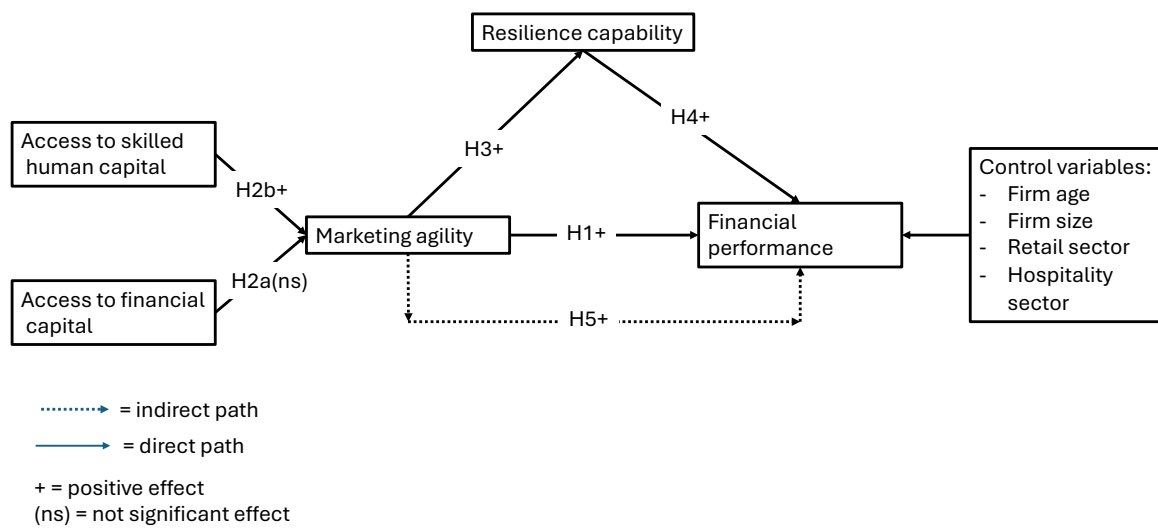 Resilience capability
Access to skilled
human capital
H2b+
H3+
H4+
Marketing agility
H1+
Financial
performance
Control variables:
- Firm age
- Firm size
- Retail sector
- Hospitality
sector
H2a(ns)
Access to financial
capital
H5+
= indirect path
= direct path
+ = positive effect
(ns) = not significant effect